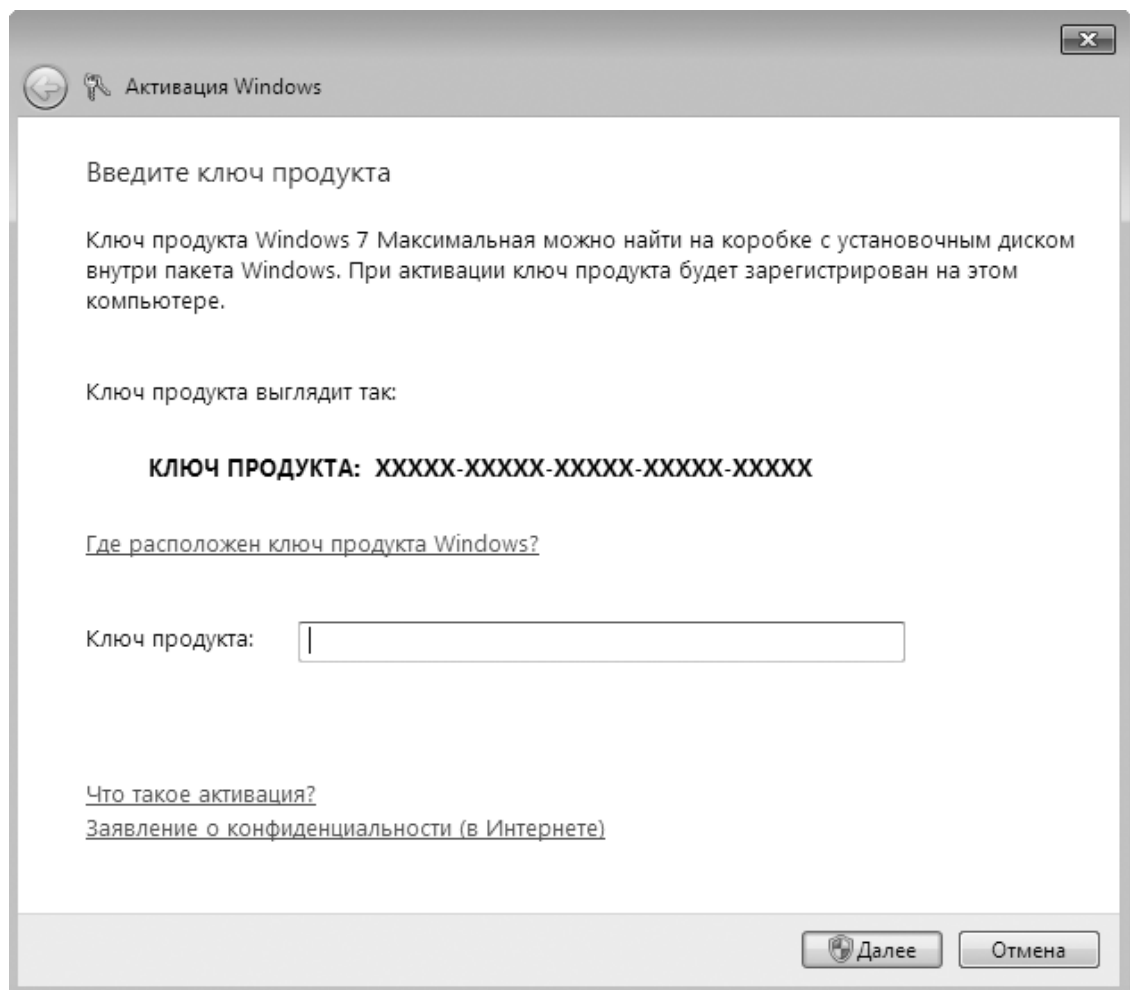 Активация Windows
Введите ключ продукта
Ключ продукта Windows 7 Максимальная можно найти на коробке с установочным диском
внутри пакета Windows. При активации ключ продукта будет зарегистрирован на этом
компьютере.
Ключ продукта выглядит так:
КЛЮЧ ПРОДУКТА: XXXXX-XXXXX-XXXXX-XXXXX-XXXXX
Где расположен ключ продукта Windows?
Ключ продукта:
Что такое активация?
Заявление о конфиденциальности (в Интернете)
Далее Отмена